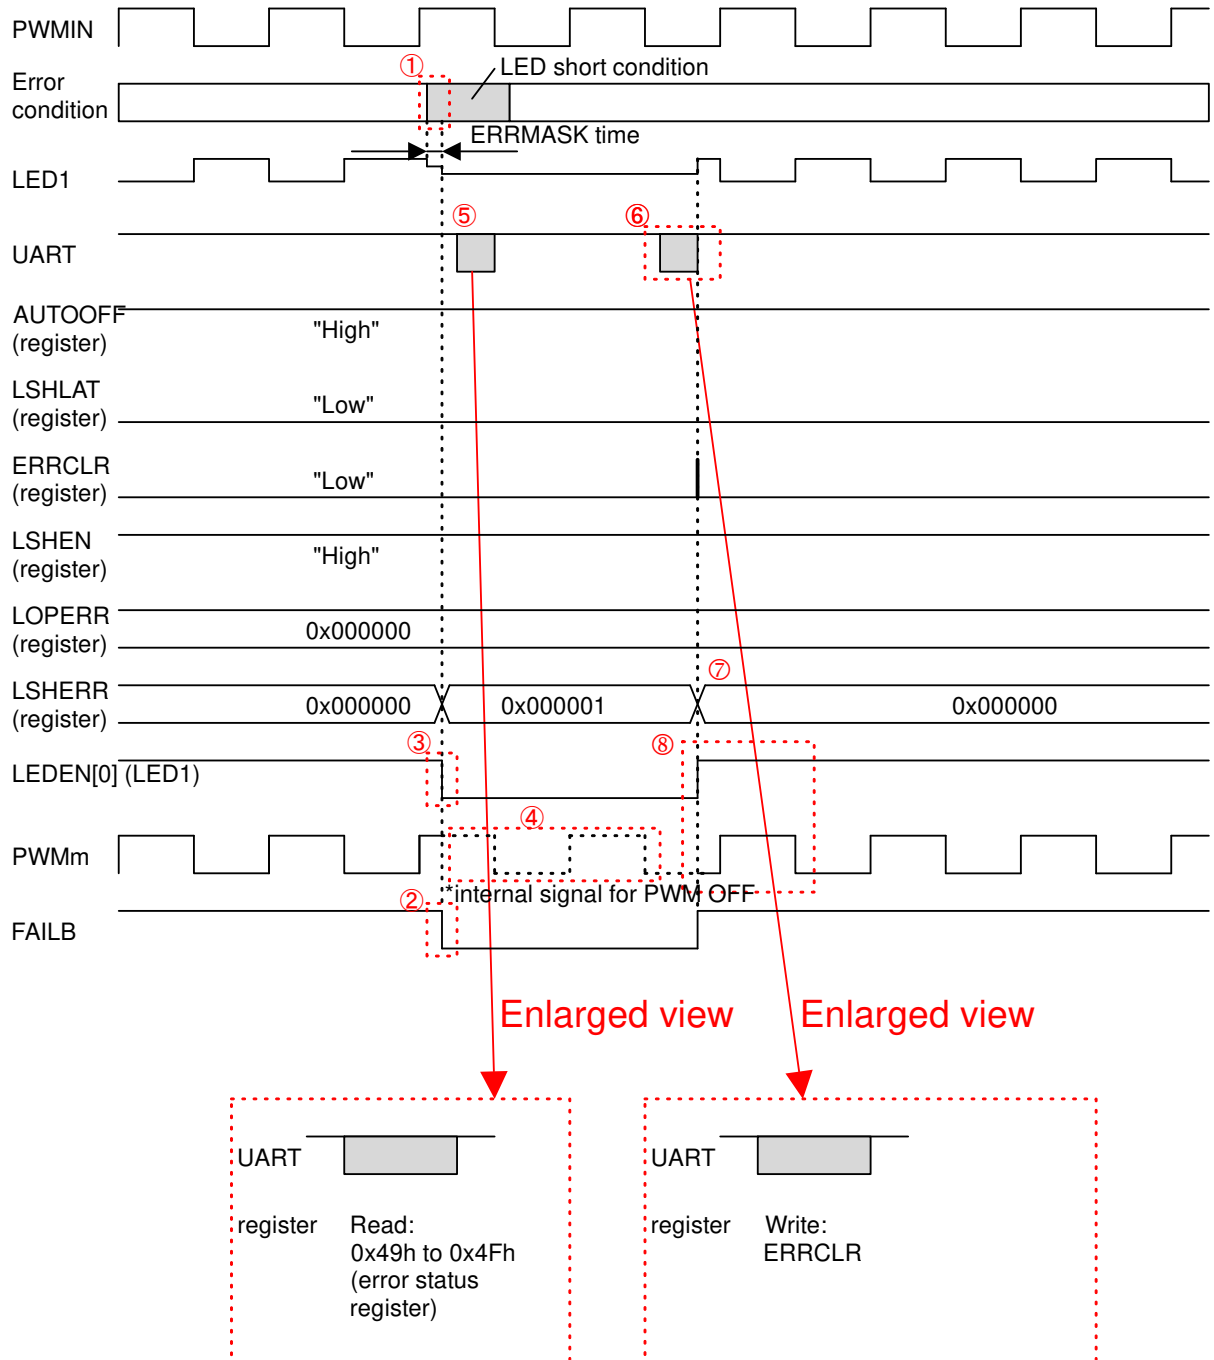 PWMIN
Error
condition
①
LED short condition
ERRMASK time
LED1
⑤
⑥
UART
AUTOOFF
(register)
"High"
LSHLAT
(register)
"Low"
ERRCLR
(register)
"Low"
LSHEN
(register)
"High"
LOPERR
(register)
0x000000
LSHERR
(register)
0x000000
0x000001
⑦
0x000000
③
⑧
LEDEN[0] (LED1)
④
PWMm
*internal signal for PWM OFF
②
FAILB
Enlarged view
Enlarged view
UART
register
Read:
0x49h to 0x4Fh
(error status
register)
UART
register
Write:
ERRCLR